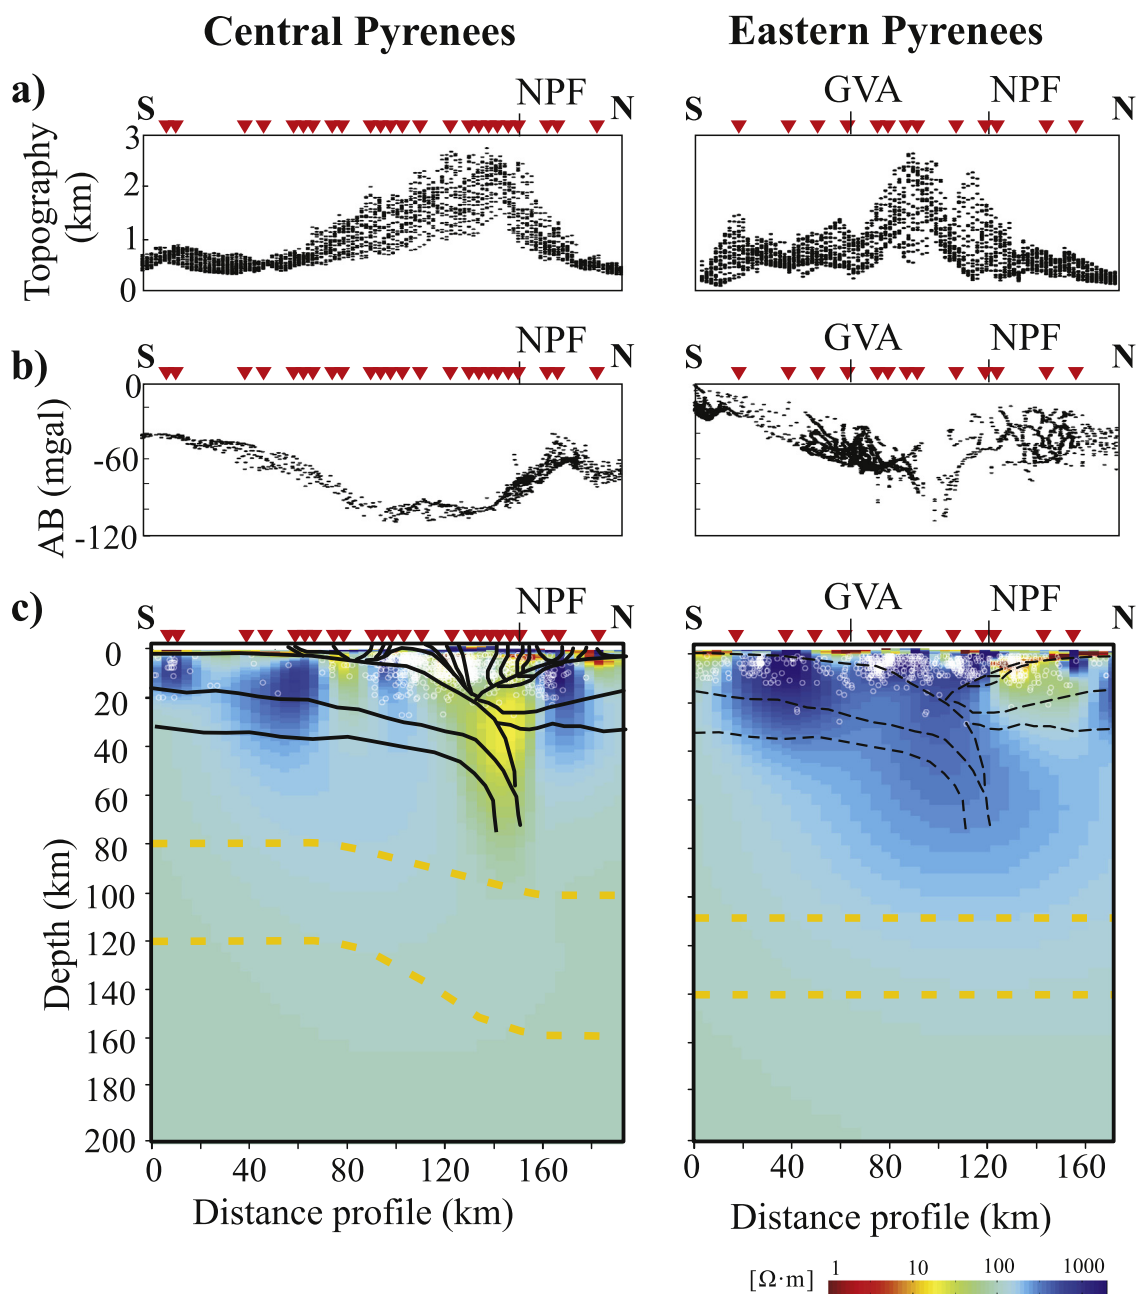 Central Pyrenees Eastern Pyrenees
a) S NPF N S GVA NPF N
Topography (km)
3
2
1
0
b) S NPF N S GVA NPF N
AB (mgal)
0
-60
-120
c) S NPF N S GVA NPF N
Depth (km)
0
20
40
60
80
100
120
140
160
180
200
0 40 80 120 160 0 40 80 120 160
Distance profile (km) Distance profile (km)
[Ω·m] 1 10 100 1000